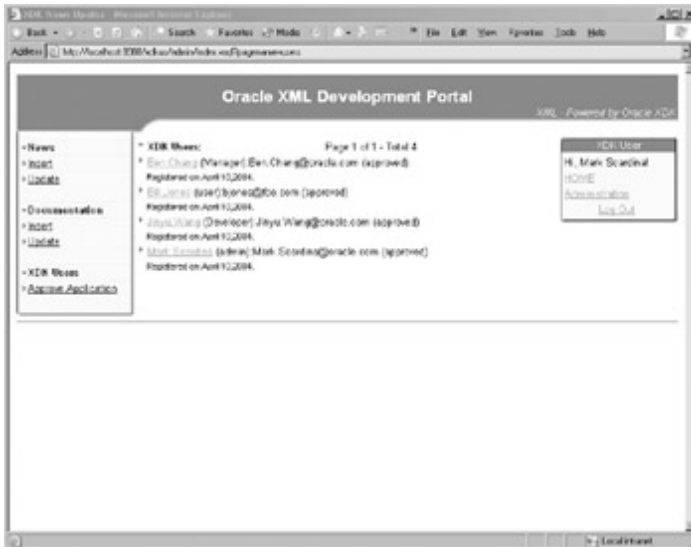 XDK News Update - Microsoft Internet Explorer
Back Search Favorites Media File Edit View Favorites Tools Help
Address
Oracle XML Development Portal
XML - Powered by Oracle XDK
News
Insert
Update
Documentation
Insert
Update
XDK Users
Approve Application
XDK Users: Page 1 of 1 - Total 4
Ben Chang (Manager):Ben.Chang@oracle.com (approved)
Registered on April 10,2004.
Bill Jones (user):bjones@foo.com (approved)
Registered on April 10,2004.
Jinyu Wang (Developer):Jinyu.Wang@oracle.com (approved)
Registered on April 10,2004.
Mark Scardina (admin):Mark.Scardina@oracle.com (approved)
Registered on April 10,2004.
XDK User
Hi, Mark Scardina!
HOME
Administration
Log Out
Local intranet